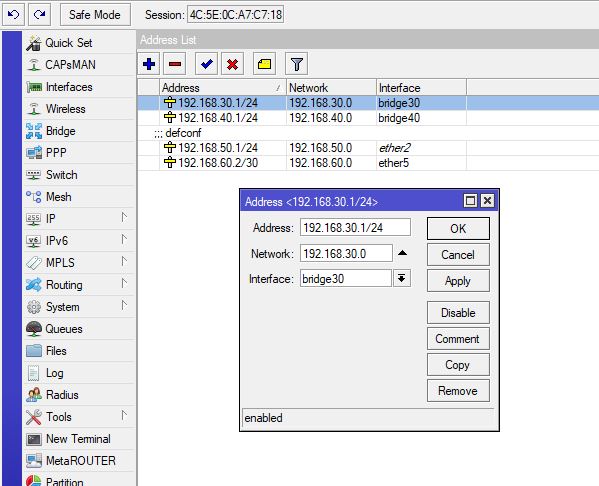 Safe Mode Session: 4C:5E:0C:A7:C7:18
Quick Set
CAPsMAN
Interfaces
Wireless
Bridge
PPP
Switch
Mesh
IP
IPv6
MPLS
Routing
System
Queues
Files
Log
Radius
Tools
New Terminal
MetaROUTER
Partition
Address List
Address Network Interface
192.168.30.1/24 192.168.30.0 bridge30
192.168.40.1/24 192.168.40.0 bridge40
;;; defconf
192.168.50.1/24 192.168.50.0 ether2
192.168.60.2/30 192.168.60.0 ether5
Address <192.168.30.1/24>
Address: 192.168.30.1/24
Network: 192.168.30.0
Interface: bridge30
OK
Cancel
Apply
Disable
Comment
Copy
Remove
enabled